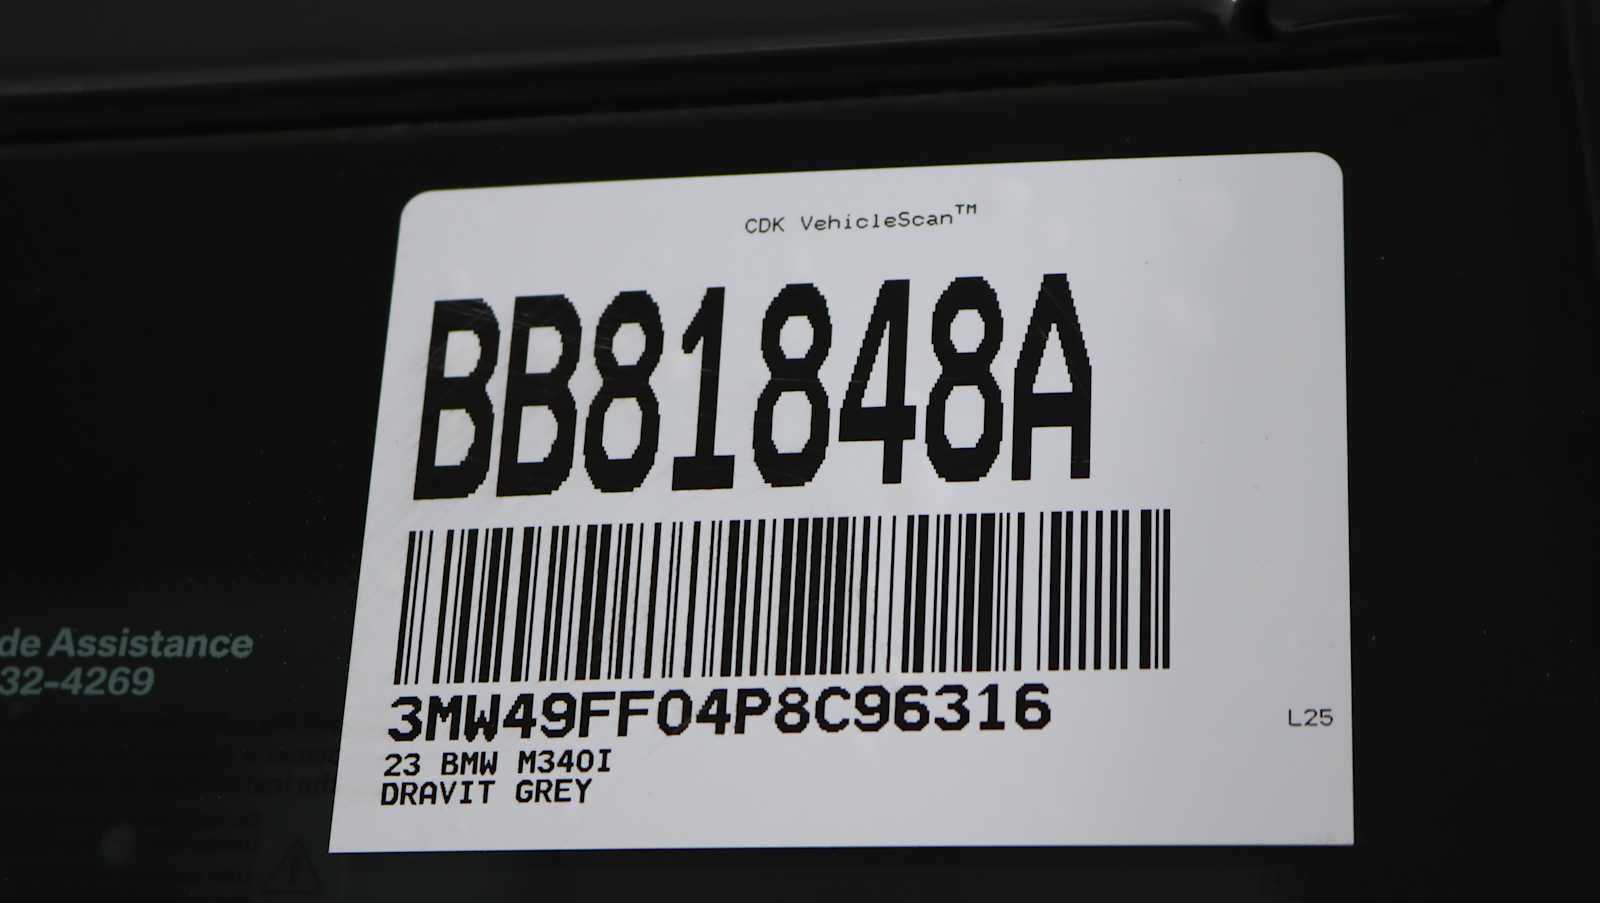 CDK VehicleScan™
BB81848A
3MW49FF04P8C96316
23 BMW M340I
DRAVIT GREY
L25
de Assistance
32-4269